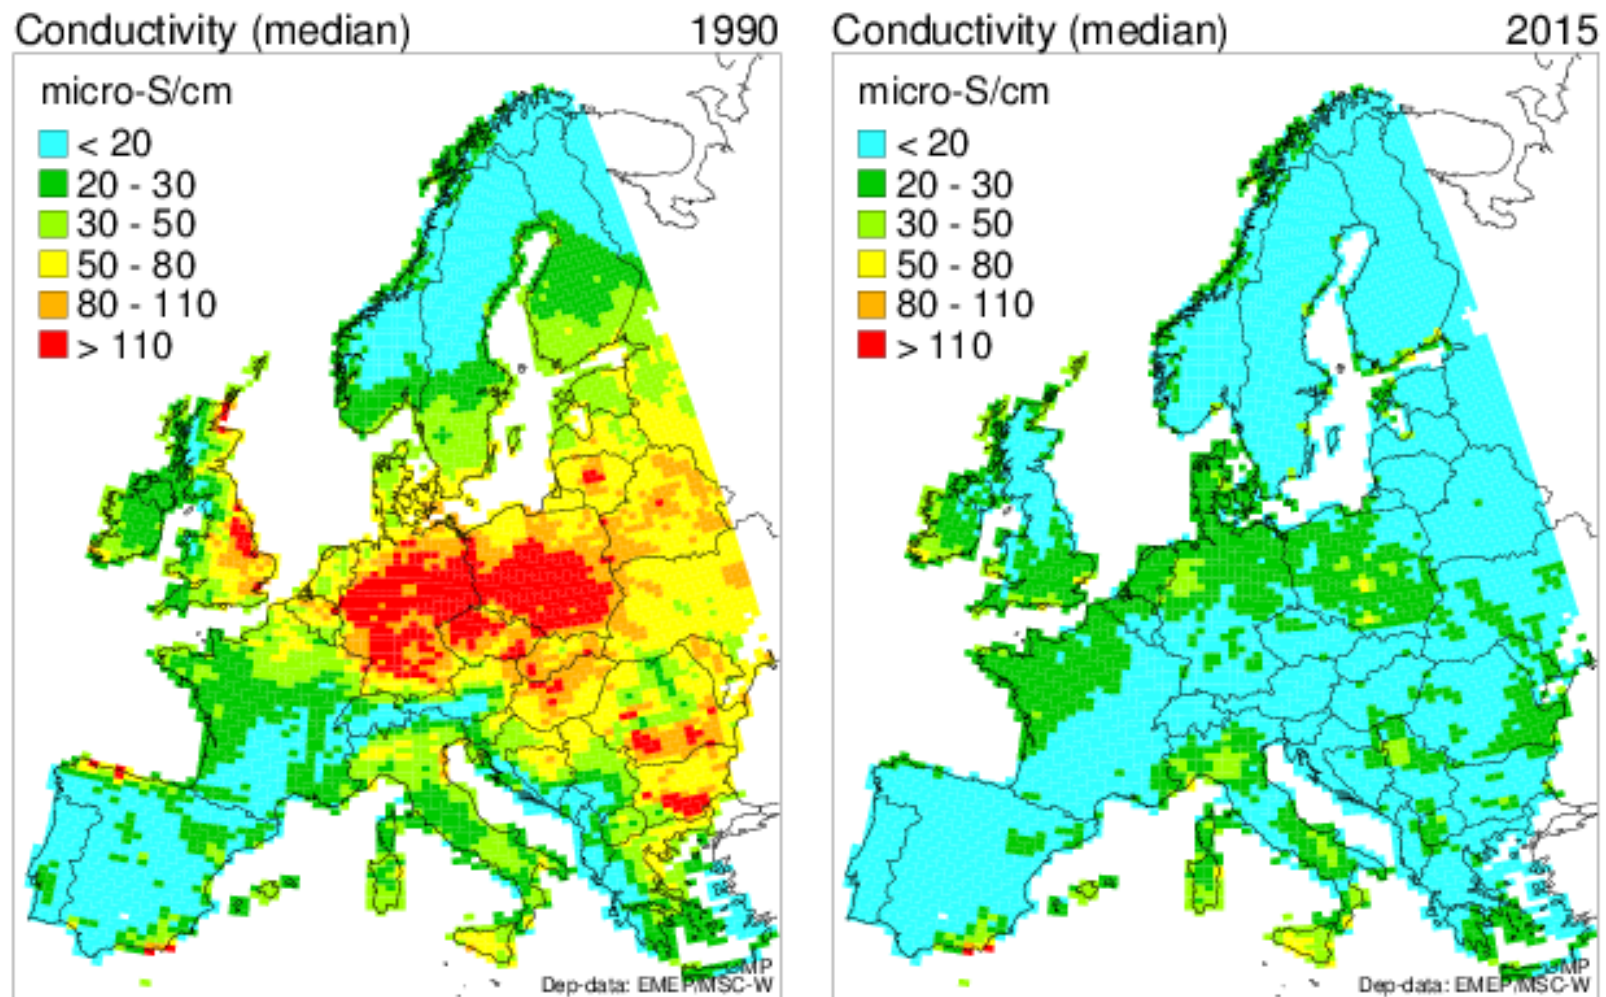 Conductivity (median) 1990
micro-S/cm
< 20
20 - 30
30 - 50
50 - 80
80 - 110
> 110
Dep-data: EMEP/MSC-W
Conductivity (median) 2015
micro-S/cm
< 20
20 - 30
30 - 50
50 - 80
80 - 110
> 110
Dep-data: EMEP/MSC-W